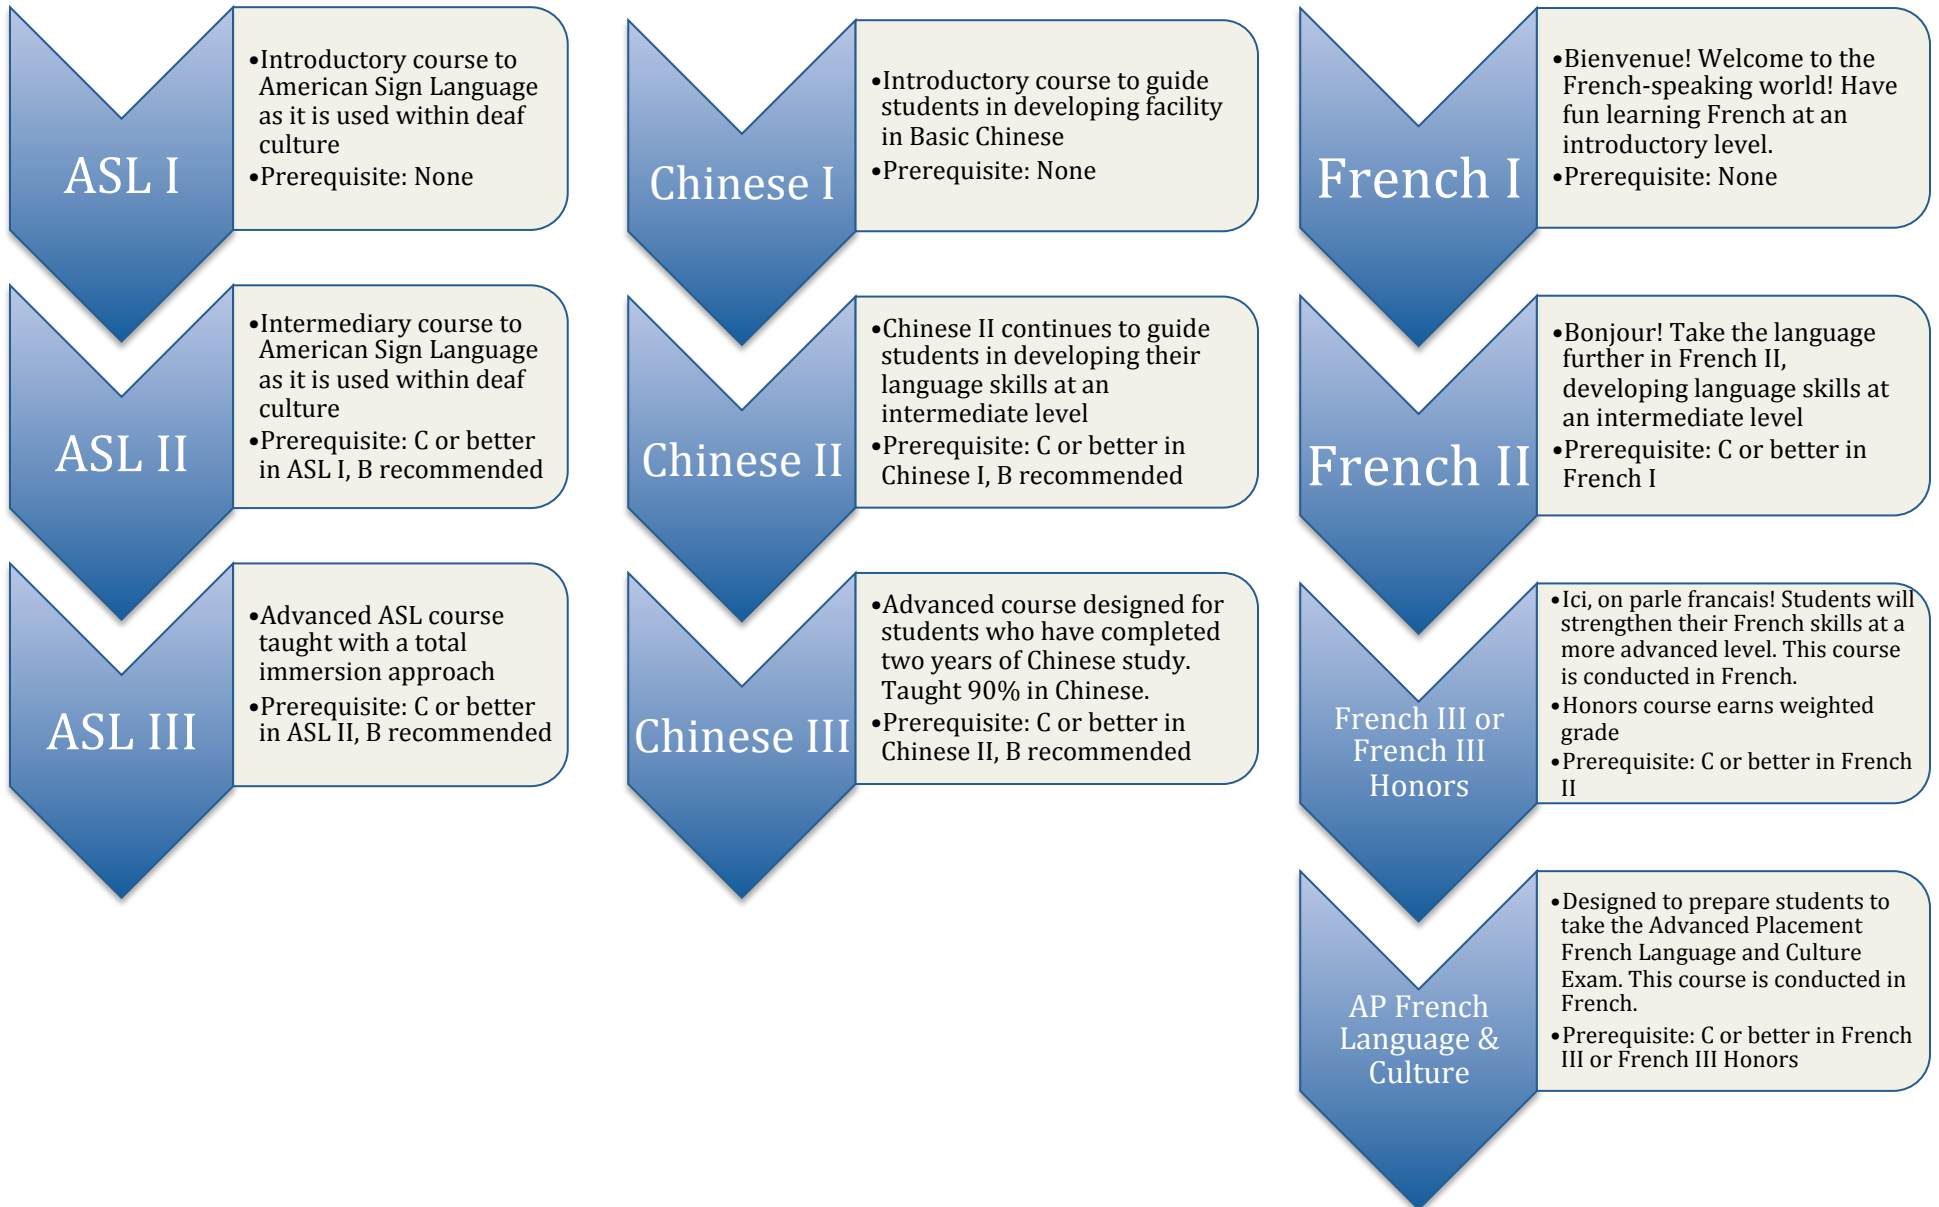 ASL I
•Introductory course to
American Sign Language
as it is used within deaf
culture
•Prerequisite: None
ASL II
•Intermediary course to
American Sign Language
as it is used within deaf
culture
•Prerequisite: C or better
in ASL I, B recommended
ASL III
•Advanced ASL course
taught with a total
immersion approach
•Prerequisite: C or better
in ASL II, B recommended
Chinese I
•Introductory course to guide
students in developing facility
in Basic Chinese
•Prerequisite: None
Chinese II
•Chinese II continues to guide
students in developing their
language skills at an
intermediate level
•Prerequisite: C or better in
Chinese I, B recommended
Chinese III
•Advanced course designed for
students who have completed
two years of Chinese study.
Taught 90% in Chinese.
•Prerequisite: C or better in
Chinese II, B recommended
French I
•Bienvenue! Welcome to the
French-speaking world! Have
fun learning French at an
introductory level.
•Prerequisite: None
French II
•Bonjour! Take the language
further in French II,
developing language skills at
an intermediate level
•Prerequisite: C or better in
French I
French III or
French III
Honors
•Ici, on parle francais! Students will
strengthen their French skills at a
more advanced level. This course
is conducted in French.
•Honors course earns weighted
grade
•Prerequisite: C or better in French
II
AP French
Language &
Culture
•Designed to prepare students to
take the Advanced Placement
French Language and Culture
Exam. This course is conducted in
French.
•Prerequisite: C or better in French
III or French III Honors